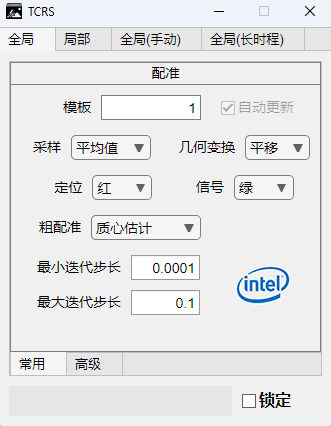 TCRS
全局 局部 全局(手动) 全局(长时程)
配准
模板 1 自动更新
采样 平均值 几何变换 平移
定位 红 信号 绿
粗配准 质心估计
最小迭代步长 0.0001
最大迭代步长 0.1
intel
常用 高级
锁定